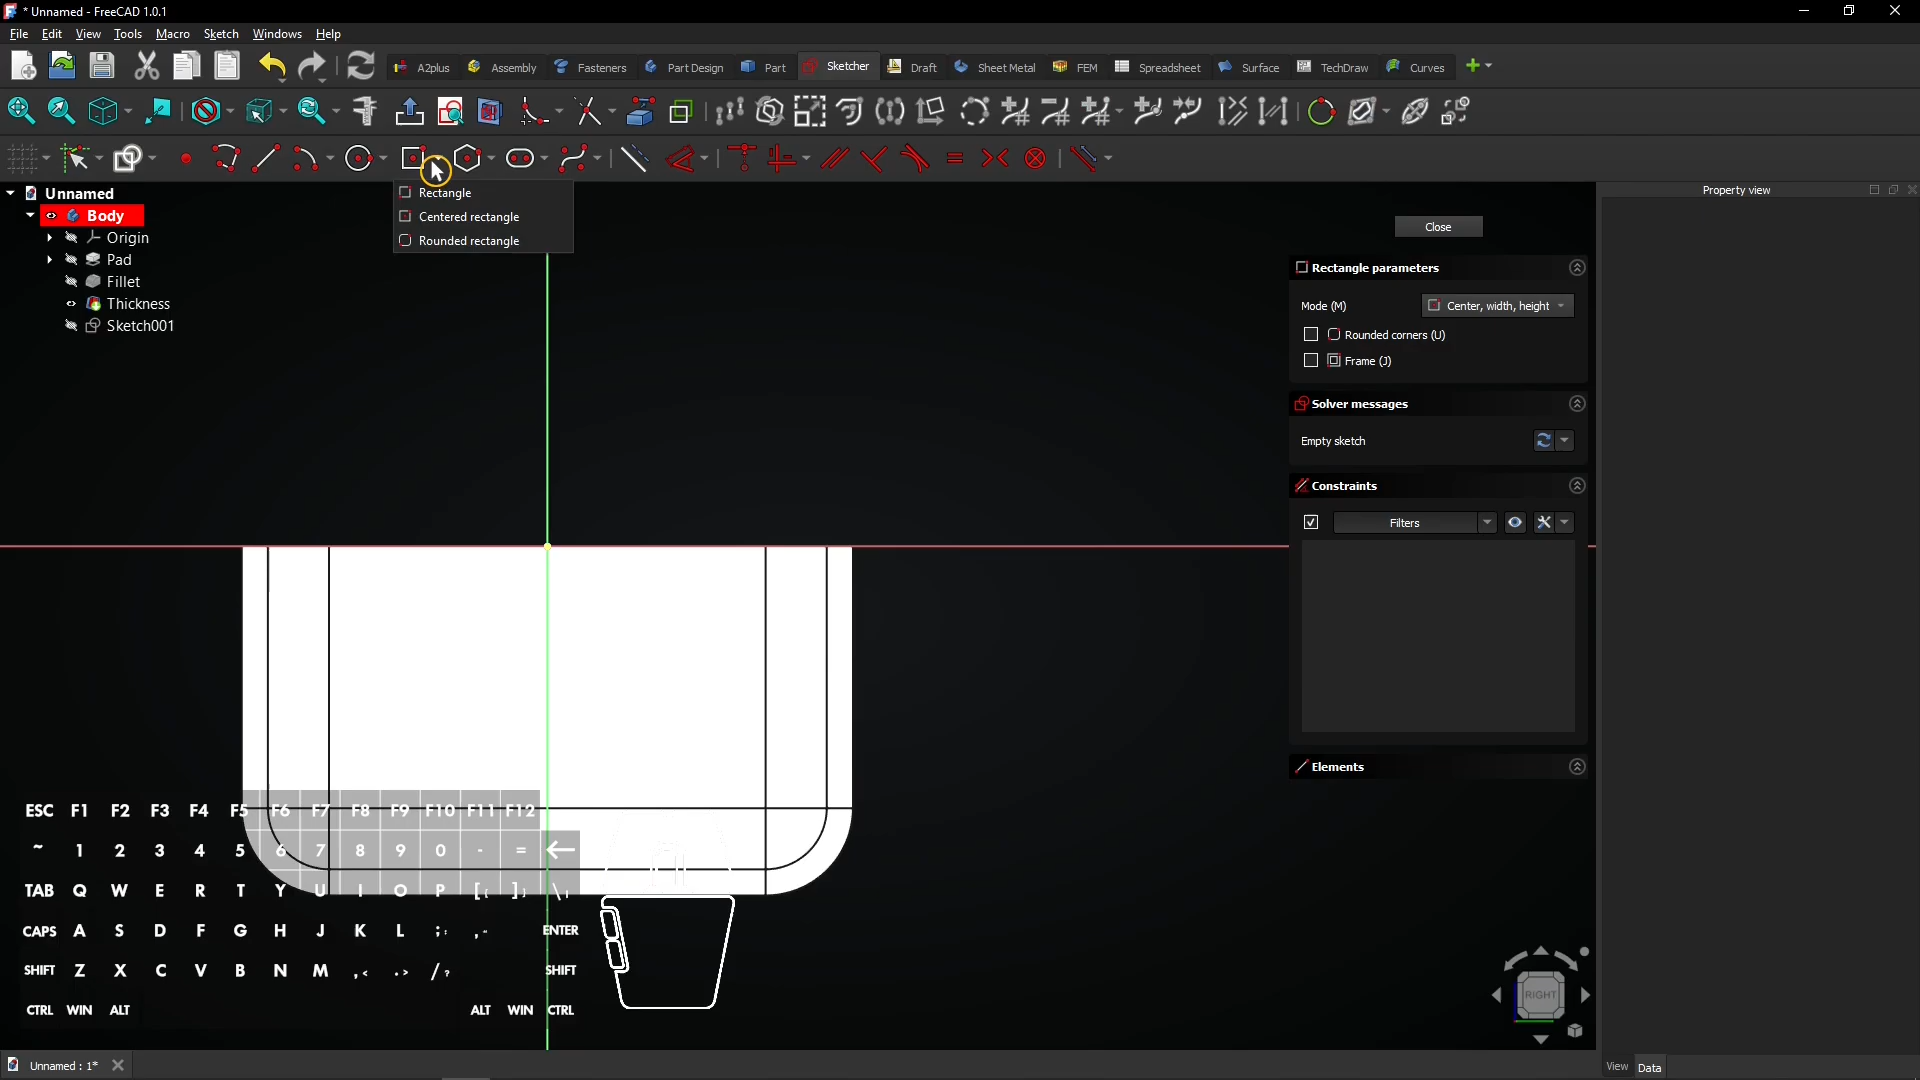 * Unnamed - FreeCAD 1.0.1
File Edit View Tools Macro Sketch Windows Help
A2plus Assembly Fasteners Part Design Part Sketcher Draft Sheet Metal FEM Spreadsheet Surface TechDraw Curves
Unnamed
Body
Origin
Pad
Fillet
Thickness
Sketch001
Rectangle
Centered rectangle
Rounded rectangle
Close
Rectangle parameters
Mode (M) Center, width, height
Rounded corners (U)
Frame (J)
Solver messages
Empty sketch
Constraints
Filters
Elements
Property view
ESC F1 F2 F3 F4 F5 F6 F7 F8 F9 F10 F11 F12
~ 1 2 3 4 5 6 7 8 9 0 - =
TAB Q W E R T Y U I O P [{ ]} \|
CAPS A S D F G H J K L ;: ,“ ENTER
SHIFT Z X C V B N M ,< .> /? SHIFT
CTRL WIN ALT ALT WIN CTRL
RIGHT
Unnamed : 1*
View Data